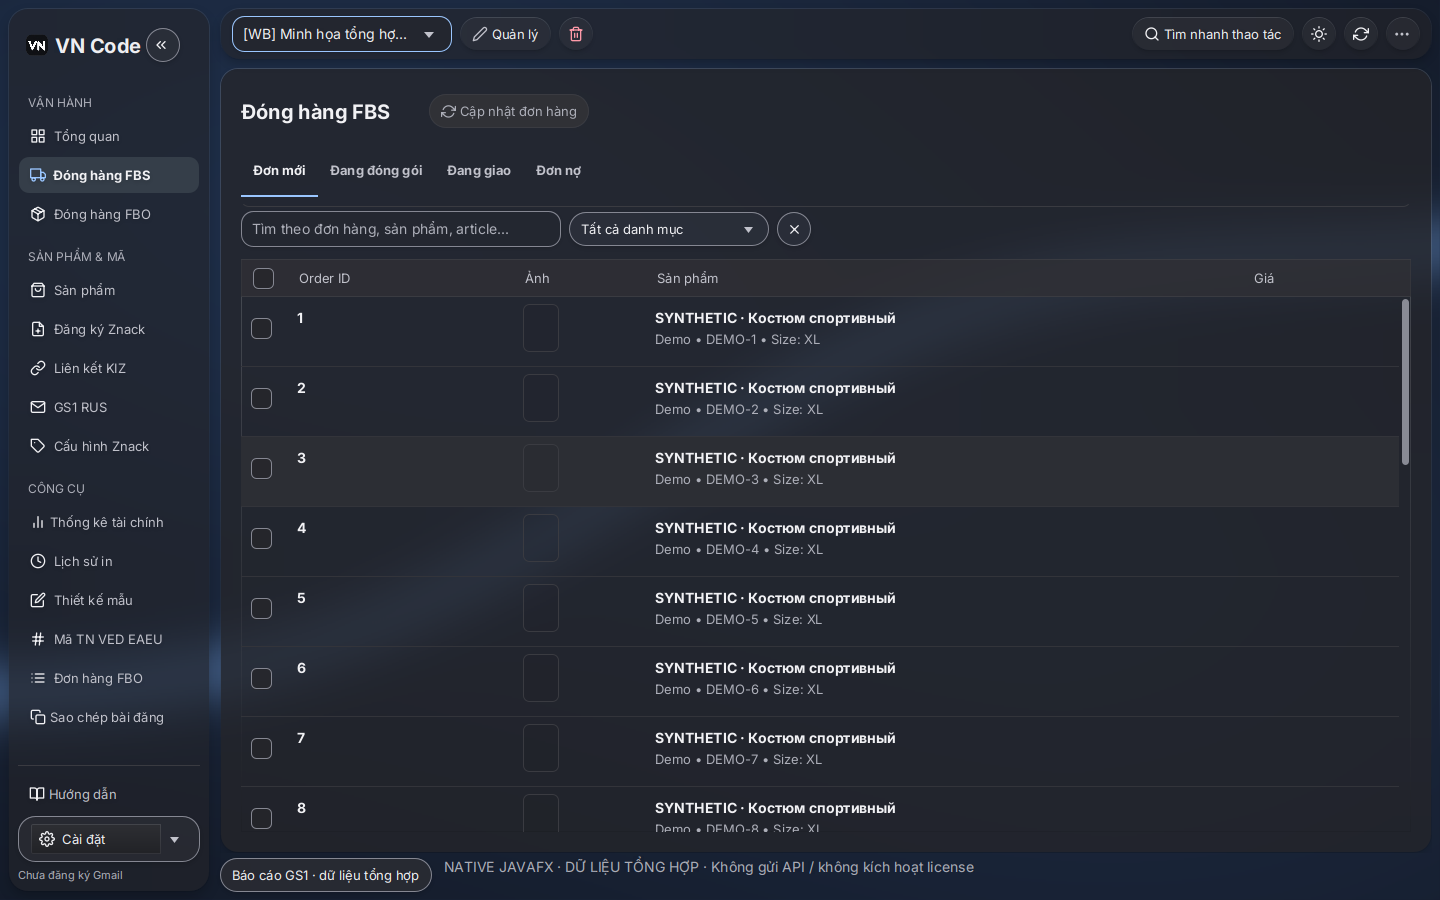 VN VN Code
VẬN HÀNH
Tổng quan
Đóng hàng FBS
Đóng hàng FBO
SẢN PHẨM & MÃ
Sản phẩm
Đăng ký Znack
Liên kết KIZ
GS1 RUS
Cấu hình Znack
CÔNG CỤ
Thống kê tài chính
Lịch sử in
Thiết kế mẫu
Mã TN VED EAEU
Đơn hàng FBO
Sao chép bài đăng
Hướng dẫn
Cài đặt
Chưa đăng ký Gmail
[WB] Minh họa tổng hợ... Quản lý Tìm nhanh thao tác
Đóng hàng FBS Cập nhật đơn hàng
Đơn mới Đang đóng gói Đang giao Đơn nợ
Tìm theo đơn hàng, sản phẩm, article... Tất cả danh mục
Order ID Ảnh Sản phẩm Giá
1 SYNTHETIC · Костюм спортивный
Demo • DEMO-1 • Size: XL
2 SYNTHETIC · Костюм спортивный
Demo • DEMO-2 • Size: XL
3 SYNTHETIC · Костюм спортивный
Demo • DEMO-3 • Size: XL
4 SYNTHETIC · Костюм спортивный
Demo • DEMO-4 • Size: XL
5 SYNTHETIC · Костюм спортивный
Demo • DEMO-5 • Size: XL
6 SYNTHETIC · Костюм спортивный
Demo • DEMO-6 • Size: XL
7 SYNTHETIC · Костюм спортивный
Demo • DEMO-7 • Size: XL
8 SYNTHETIC · Костюм спортивный
Demo • DEMO-8 • Size: XL
Báo cáo GS1 · dữ liệu tổng hợp NATIVE JAVAFX · DỮ LIỆU TỔNG HỢP · Không gửi API / không kích hoạt license